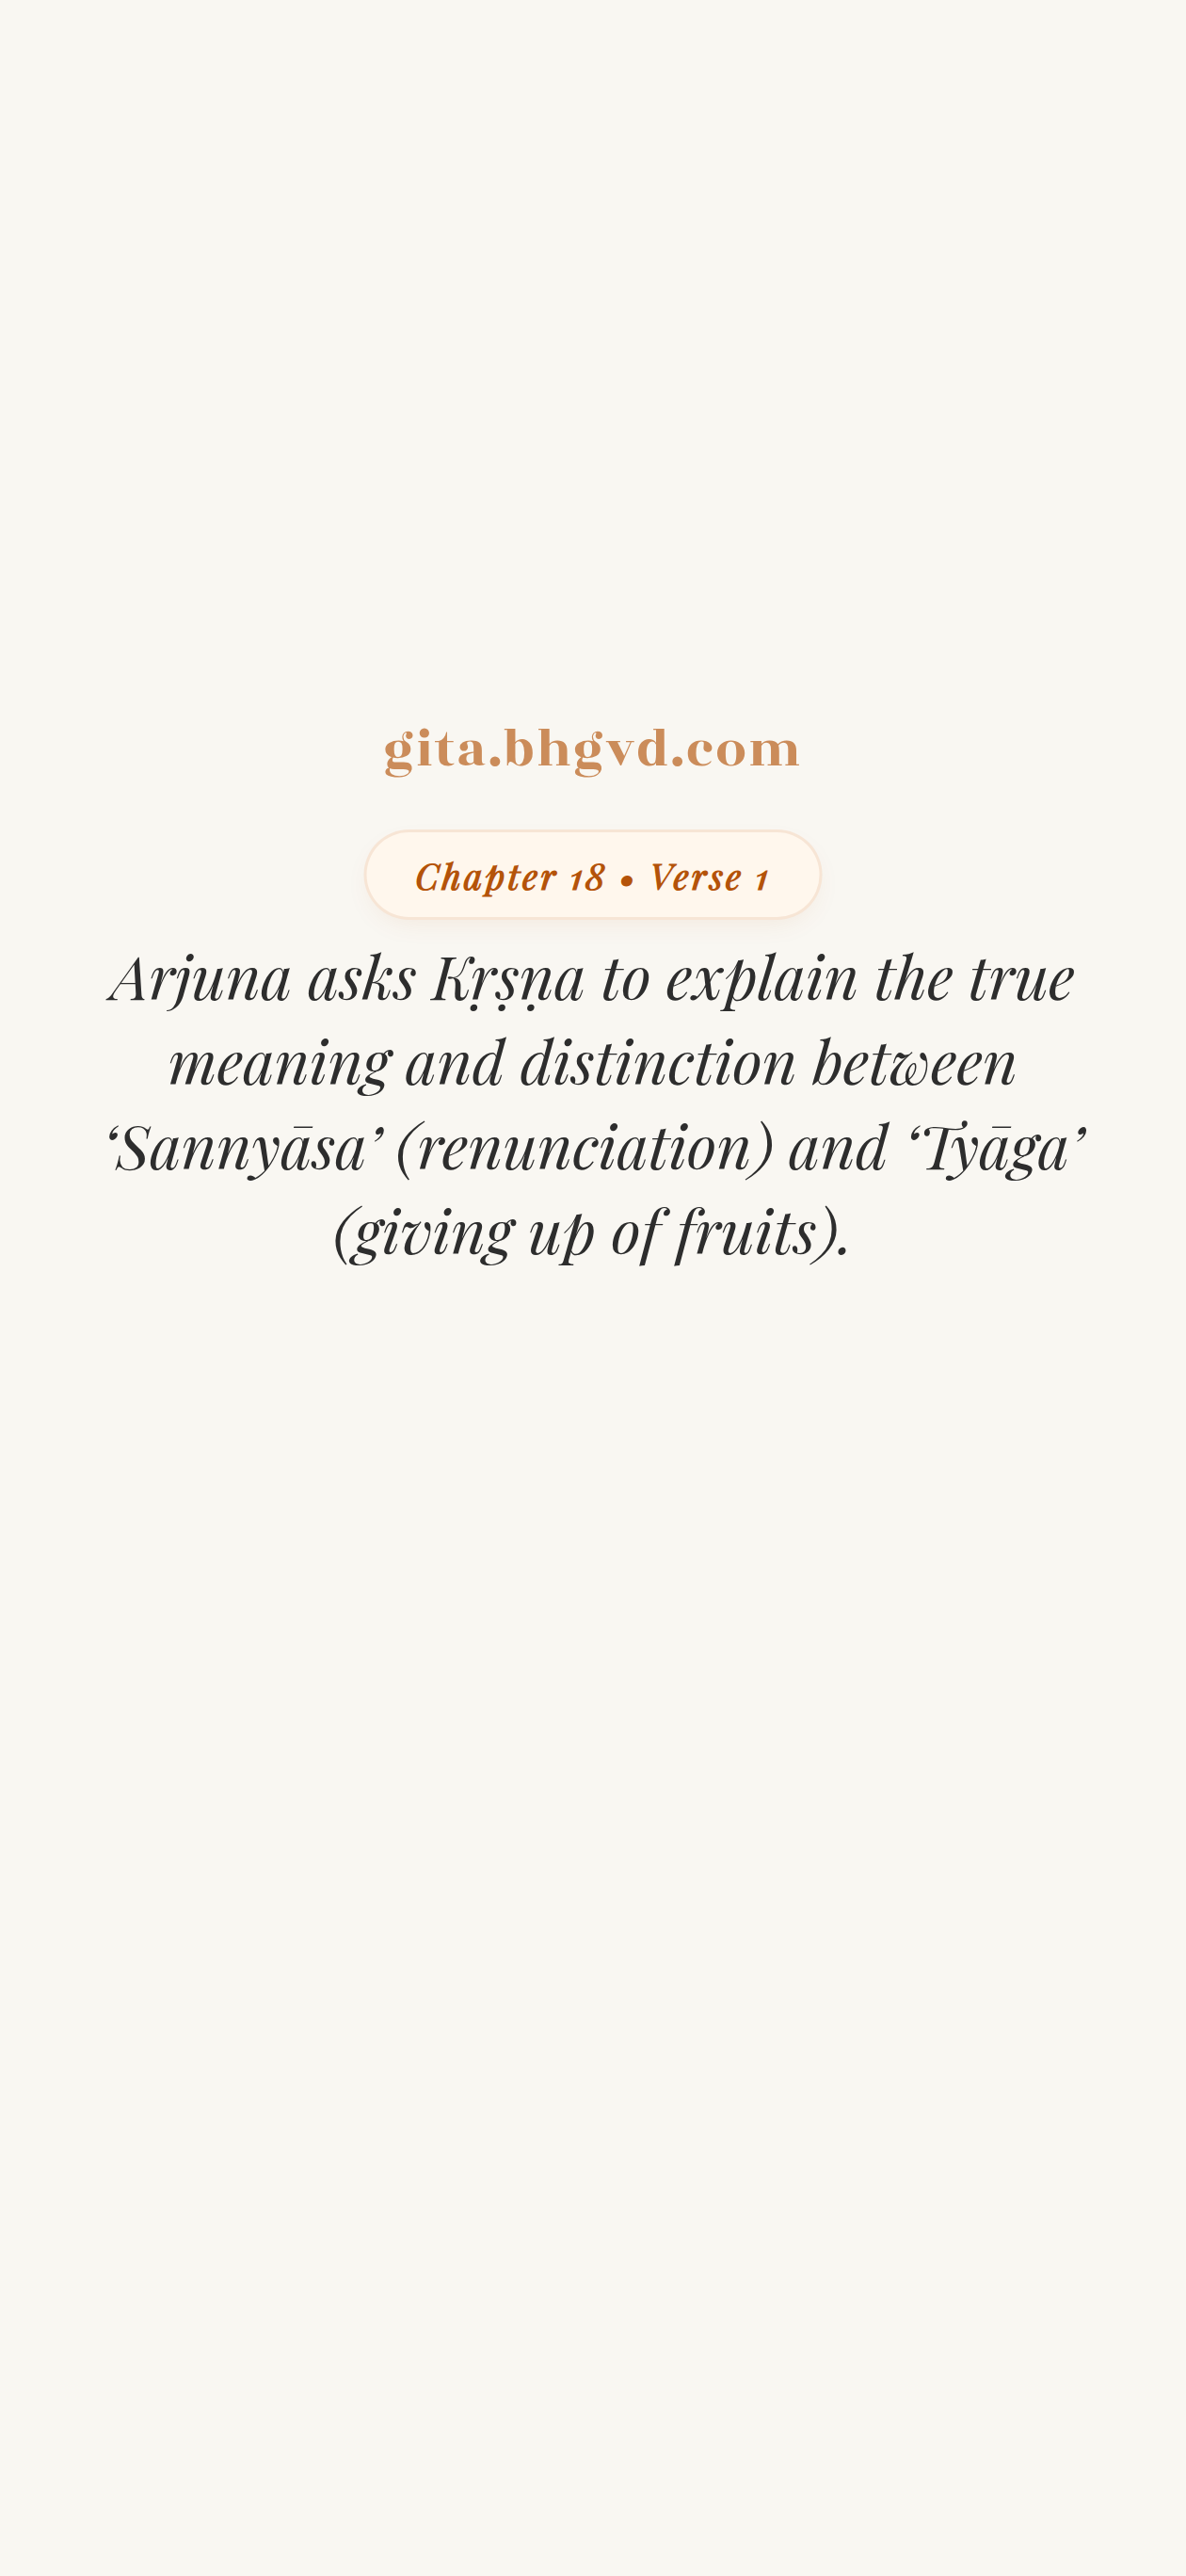 gita.bhgvd.com
Chapter 18 • Verse 1
Arjuna asks Kṛṣṇa to explain the true
meaning and distinction between
‘Sannyāsa’ (renunciation) and ‘Tyāga’
(giving up of fruits).